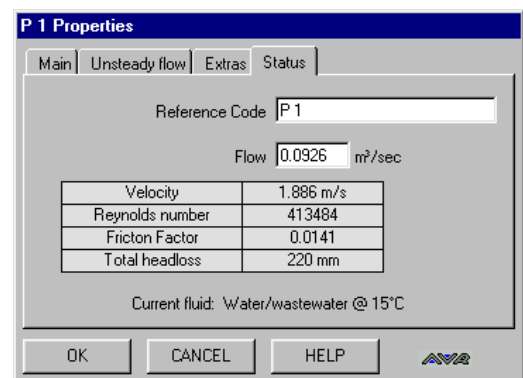 P 1 Properties
Main Unsteady flow Extras Status
Reference Code P 1
Flow 0.0926 m³/sec
Velocity 1.886 m/s
Reynolds number 413484
Fricton Factor 0.0141
Total headloss 220 mm
Current fluid: Water/wastewater @ 15°C
OK CANCEL HELP